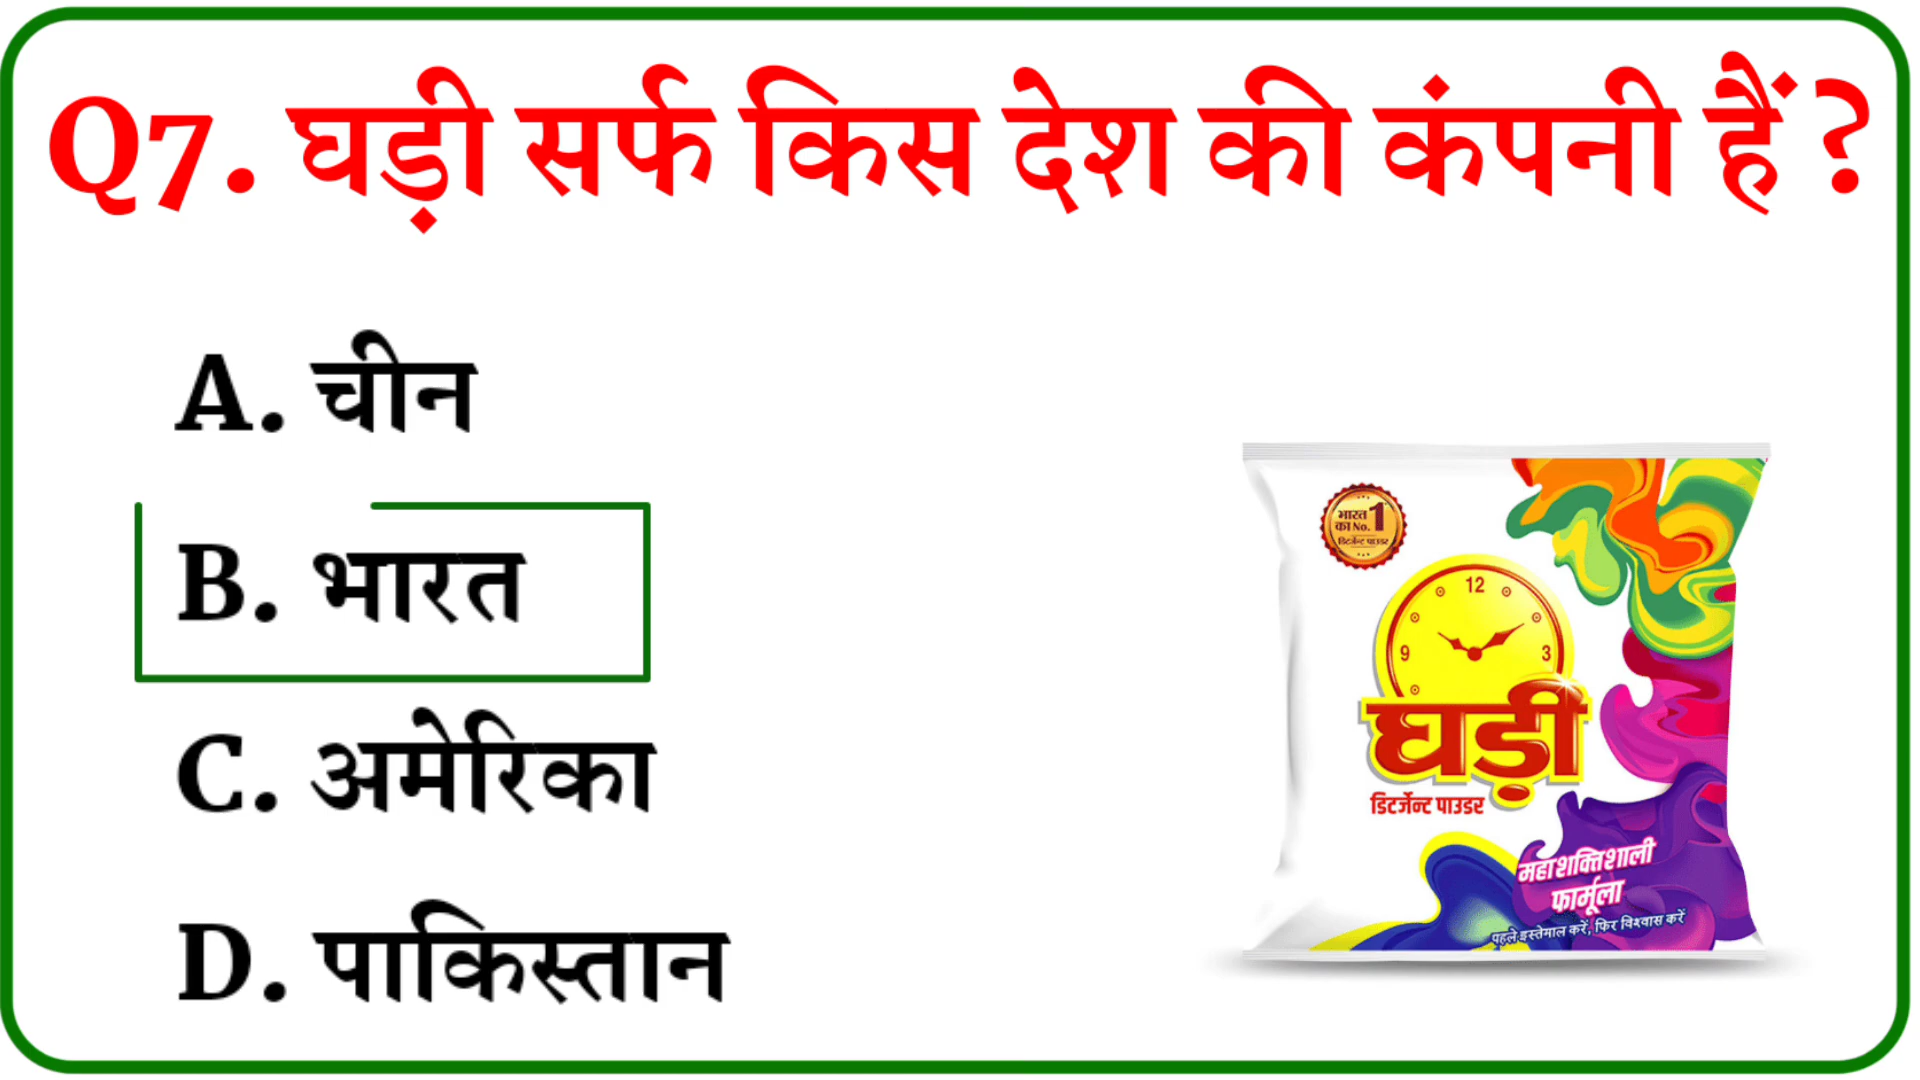 Q7. घड़ी सर्फ किस देश की कंपनी हैं ?
A. चीन
B. भारत
C. अमेरिका
D. पाकिस्तान
भारत
का No. 1
डिटर्जेन्ट पाउडर
12
9 3
घड़ी
डिटर्जेन्ट पाउडर
महाशक्तिशाली
फार्मूला
पहले इस्तेमाल करें, फिर विश्वास करें